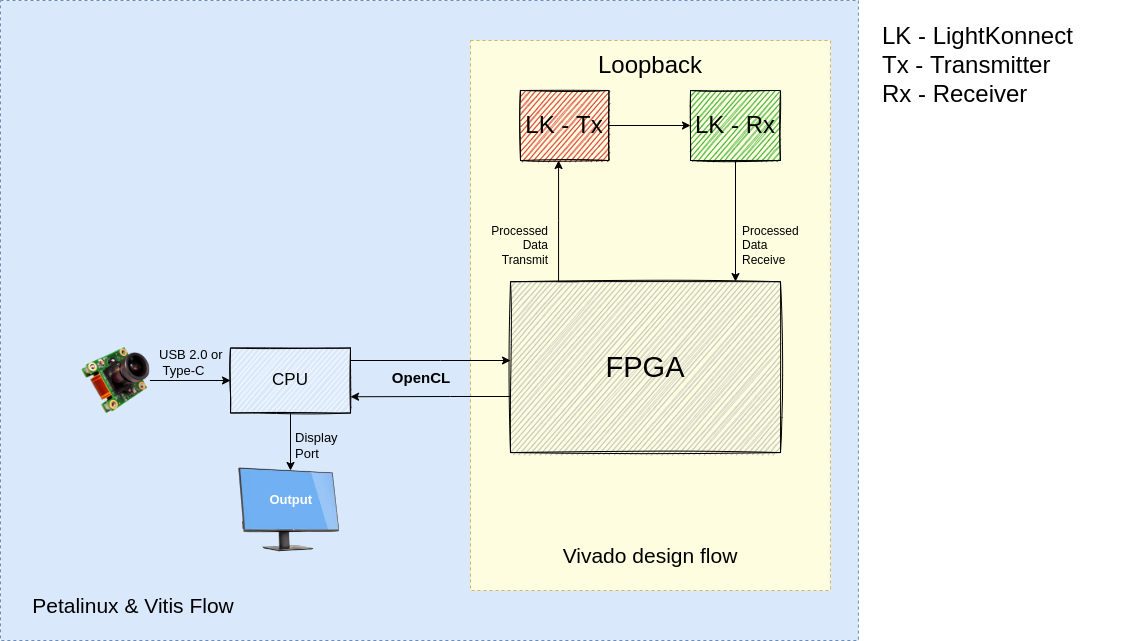 LK - LightKonnect
Tx - Transmitter
Rx - Receiver
Loopback
LK - Tx
LK - Rx
Processed
Data
Transmit
Processed
Data
Receive
FPGA
USB 2.0 or
Type-C
CPU
OpenCL
Display
Port
Output
Vivado design flow
Petalinux & Vitis Flow